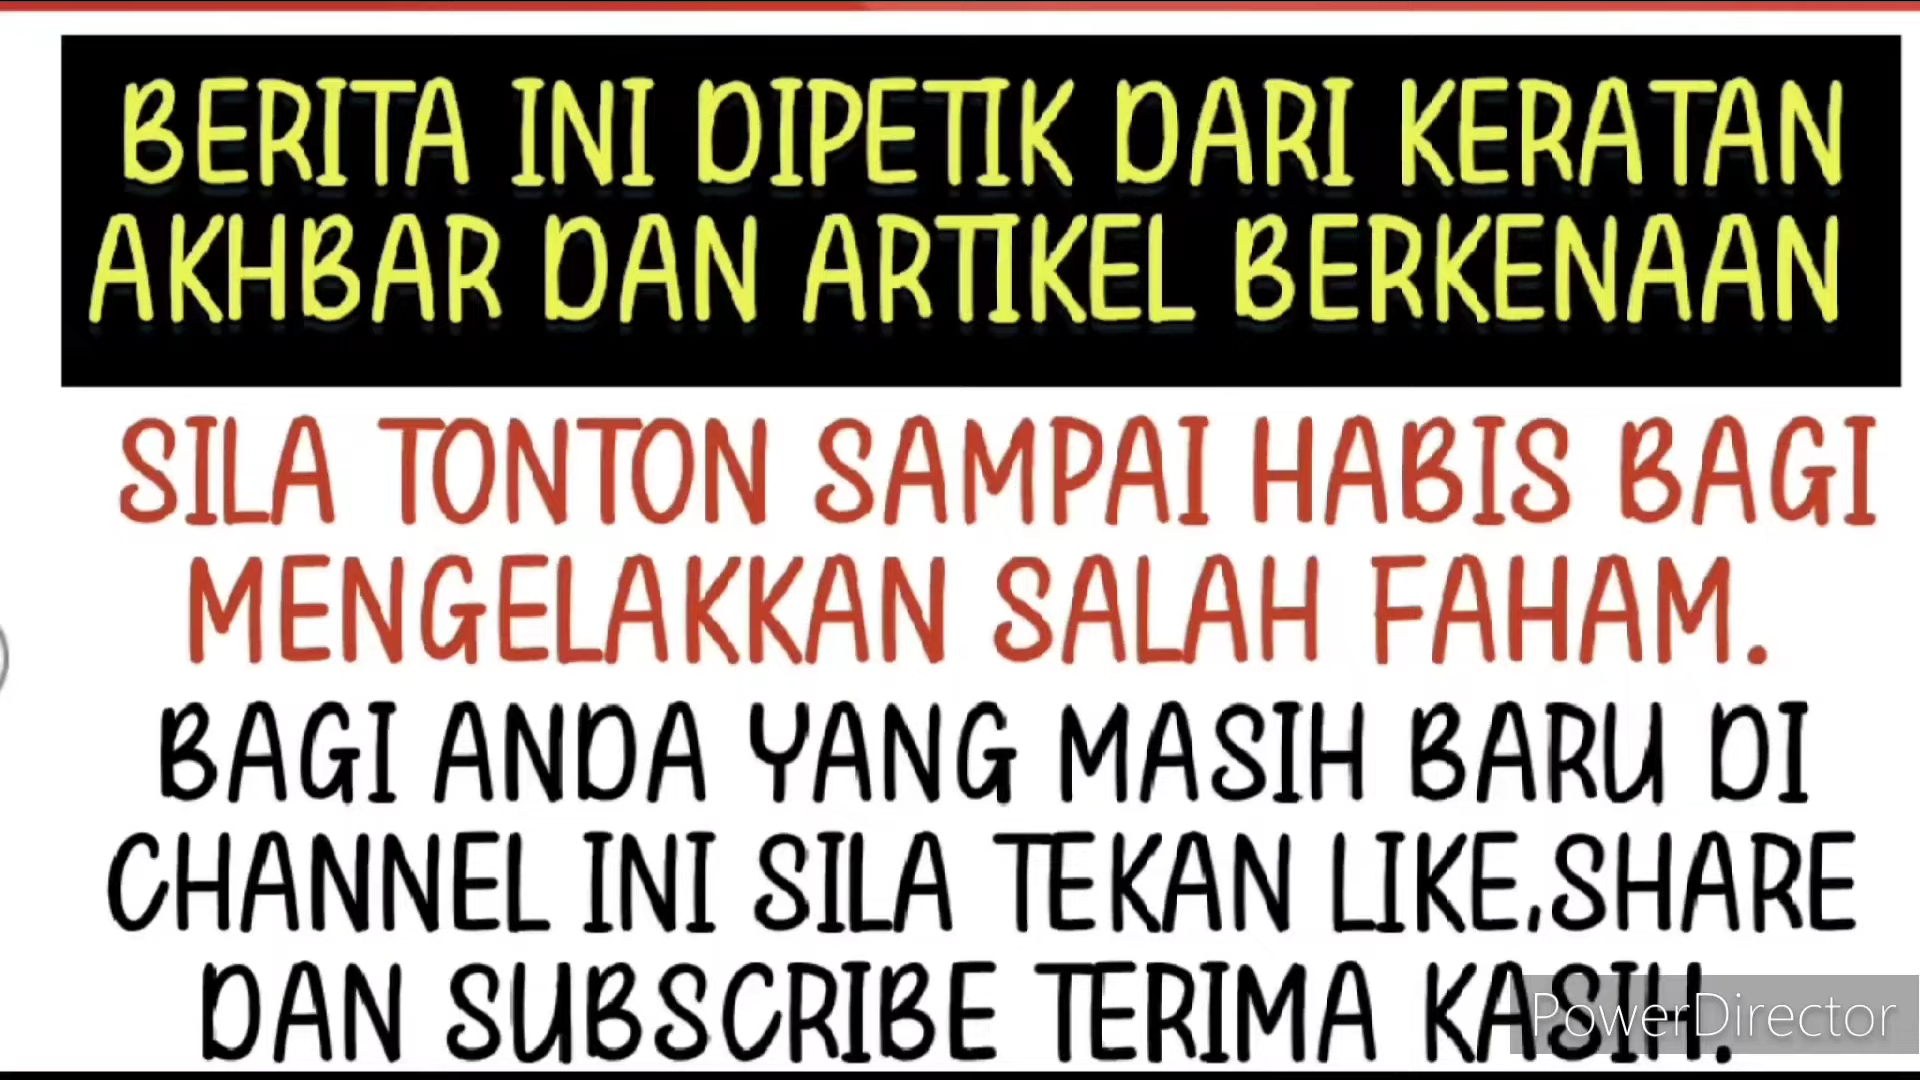 BERITA INI DIPETIK DARI KERATAN
AKHBAR DAN ARTIKEL BERKENAAN
SILA TONTON SAMPAI HABIS BAGI
MENGELAKKAN SALAH FAHAM.
BAGI ANDA YANG MASIH BARU DI
CHANNEL INI SILA TEKAN LIKE,SHARE
DAN SUBSCRIBE TERIMA KASIH.
PowerDirector